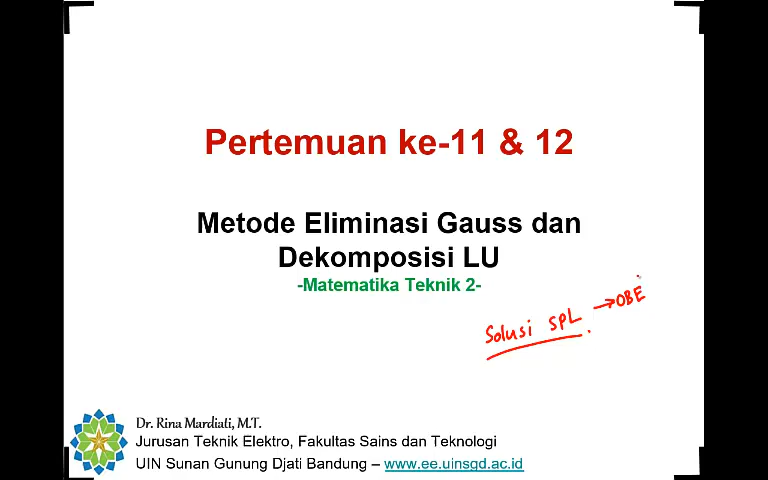 Pertemuan ke-11 & 12
Metode Eliminasi Gauss dan
Dekomposisi LU
-Matematika Teknik 2-
Solusi SPL → OBE
Dr. Rina Mardiati, M.T.
Jurusan Teknik Elektro, Fakultas Sains dan Teknologi
UIN Sunan Gunung Djati Bandung – www.ee.uinsgd.ac.id